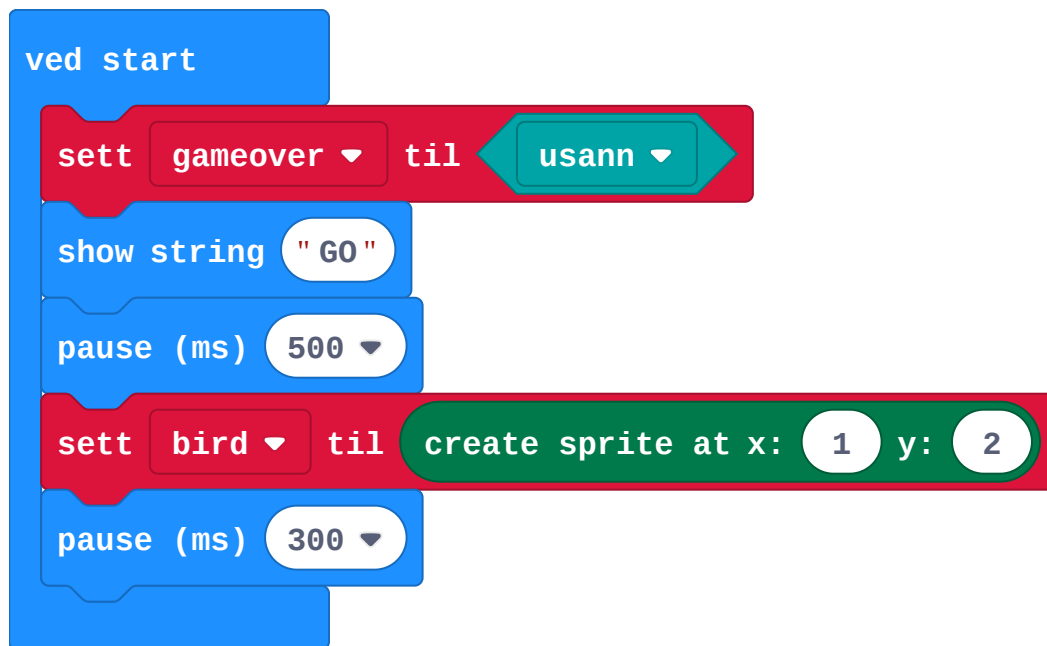 ved start
sett gameover til usann
show string "GO"
pause (ms) 500
sett bird til create sprite at x: 1 y: 2
pause (ms) 300